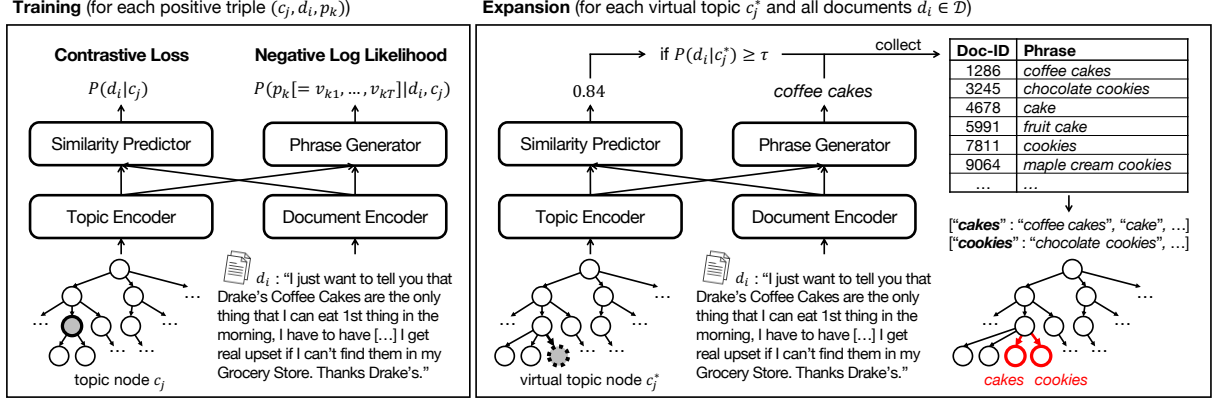 Training (for each positive triple (c_j, d_i, p_k))
Contrastive Loss
Negative Log Likelihood
P(d_i|c_j)
P(p_k[= v_k1, ..., v_kT]|d_i, c_j)
Similarity Predictor
Phrase Generator
Topic Encoder
Document Encoder
...
...
...
...
...
topic node c_j
d_i : “I just want to tell you that
Drake’s Coffee Cakes are the only
thing that I can eat 1st thing in the
morning, I have to have [...] I get
real upset if I can’t find them in my
Grocery Store. Thanks Drake’s.”
Expansion (for each virtual topic c_j^* and all documents d_i ∈ 𝒟)
if P(d_i|c_j^*) ≥ τ
collect
0.84
coffee cakes
Similarity Predictor
Phrase Generator
Topic Encoder
Document Encoder
...
...
...
...
...
virtual topic node c_j^*
d_i : “I just want to tell you that
Drake’s Coffee Cakes are the only
thing that I can eat 1st thing in the
morning, I have to have [...] I get
real upset if I can’t find them in my
Grocery Store. Thanks Drake’s.”
Doc-ID Phrase
1286 coffee cakes
3245 chocolate cookies
4678 cake
5991 fruit cake
7811 cookies
9064 maple cream cookies
... ...
[“cakes” : “coffee cakes”, “cake”, ...]
[“cookies” : “chocolate cookies”, ...]
...
...
...
...
...
cakes cookies